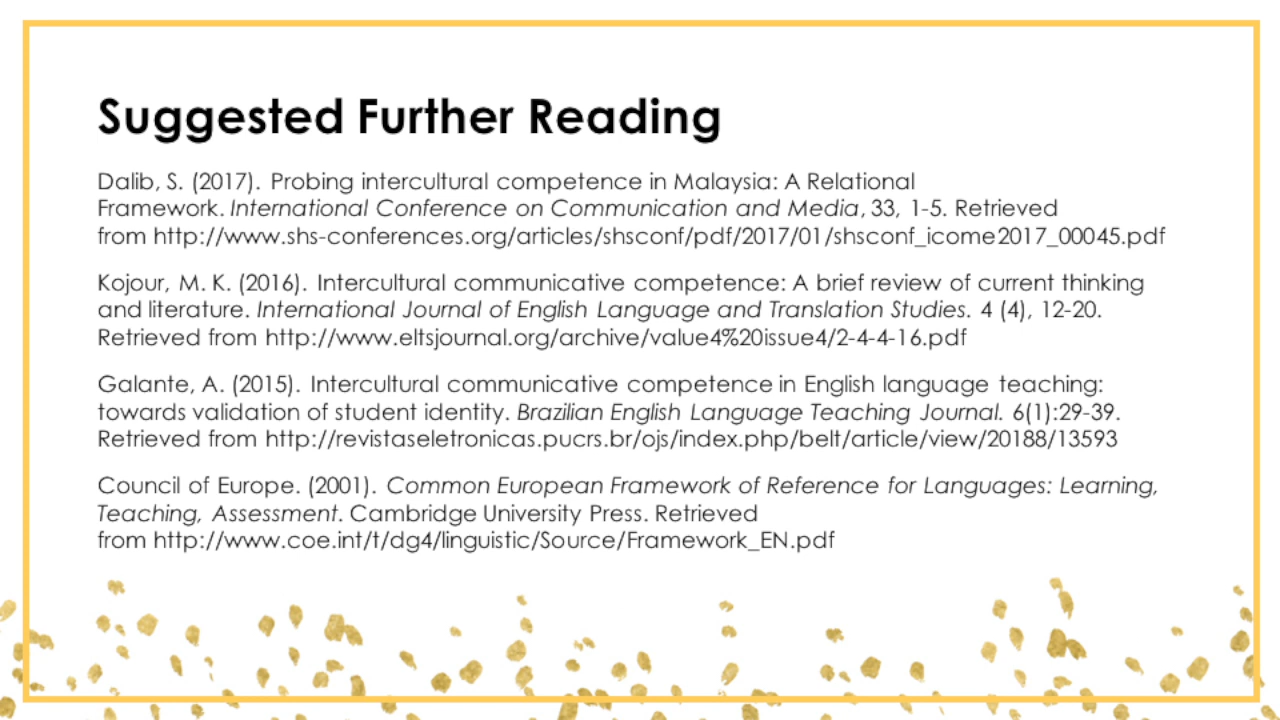 Suggested Further Reading
Dalib, S. (2017). Probing intercultural competence in Malaysia: A Relational
Framework. International Conference on Communication and Media, 33, 1-5. Retrieved
from http://www.shs-conferences.org/articles/shsconf/pdf/2017/01/shsconf_icome2017_00045.pdf
Kojour, M. K. (2016). Intercultural communicative competence: A brief review of current thinking
and literature. International Journal of English Language and Translation Studies. 4 (4), 12-20.
Retrieved from http://www.eltsjournal.org/archive/value4%20issue4/2-4-4-16.pdf
Galante, A. (2015). Intercultural communicative competence in English language teaching:
towards validation of student identity. Brazilian English Language Teaching Journal. 6(1):29-39.
Retrieved from http://revistaseletronicas.pucrs.br/ojs/index.php/belt/article/view/20188/13593
Council of Europe. (2001). Common European Framework of Reference for Languages: Learning,
Teaching, Assessment. Cambridge University Press. Retrieved
from http://www.coe.int/t/dg4/linguistic/Source/Framework_EN.pdf